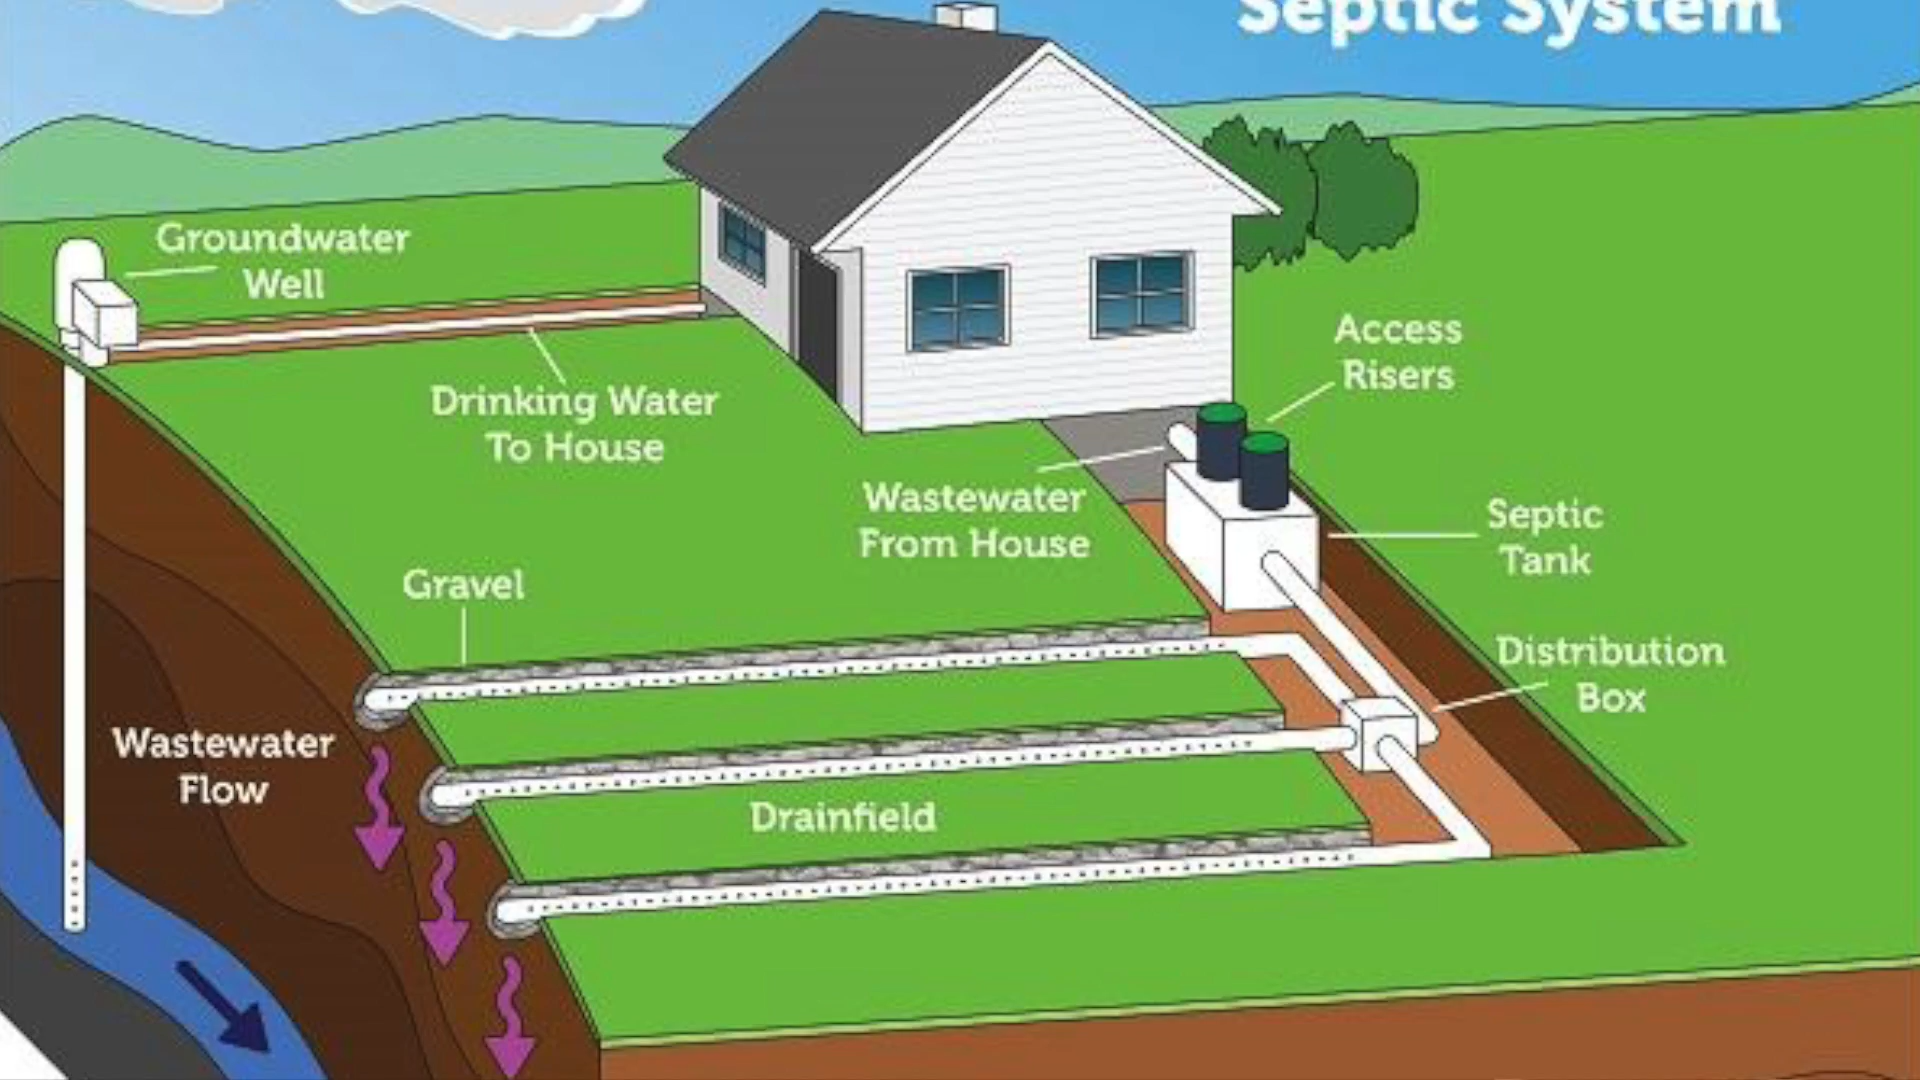 Septic System
Groundwater
Well
Drinking Water
To House
Access
Risers
Wastewater
From House
Septic
Tank
Gravel
Distribution
Box
Wastewater
Flow
Drainfield